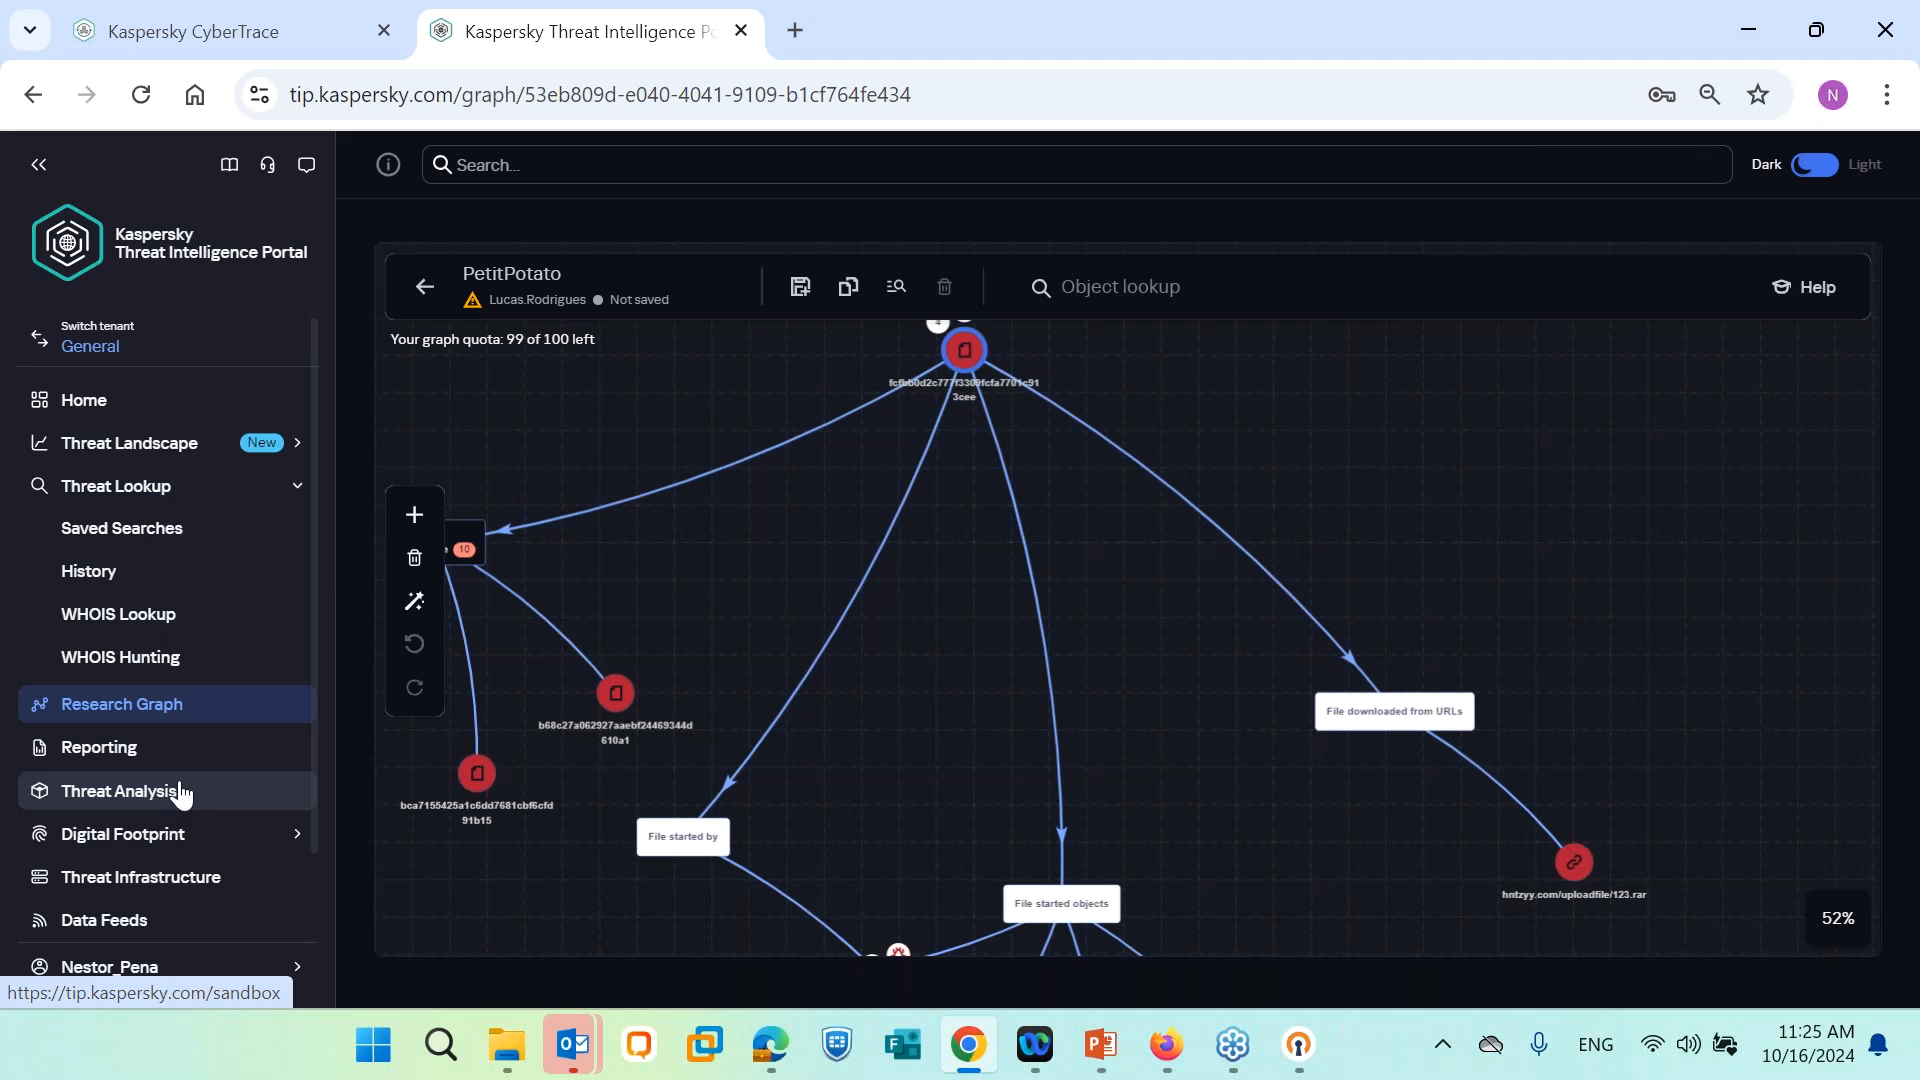 Kaspersky CyberTrace
Kaspersky Threat Intelligence Po
tip.kaspersky.com/graph/53eb809d-e040-4041-9109-b1cf764fe434
N
Kaspersky
Threat Intelligence Portal
Search...
Dark
Light
Switch tenant
General
Home
Threat Landscape
New
Threat Lookup
Saved Searches
History
WHOIS Lookup
WHOIS Hunting
Research Graph
Reporting
Threat Analysis
Digital Footprint
Threat Infrastructure
Data Feeds
Nestor_Pena
https://tip.kaspersky.com/sandbox
PetitPotato
Lucas.Rodrigues
Not saved
Object lookup
Help
Your graph quota: 99 of 100 left
4
fcfbb0d2c777f3309fcfa7701c91
3cee
e 10
b68c27a062927aaebf24469344d
610a1
bca7155425a1c6dd7681cbf6cfd
91b15
File started by
File started objects
File downloaded from URLs
hntzyy.com/uploadfile/123.rar
52%
ENG
11:25 AM
10/16/2024